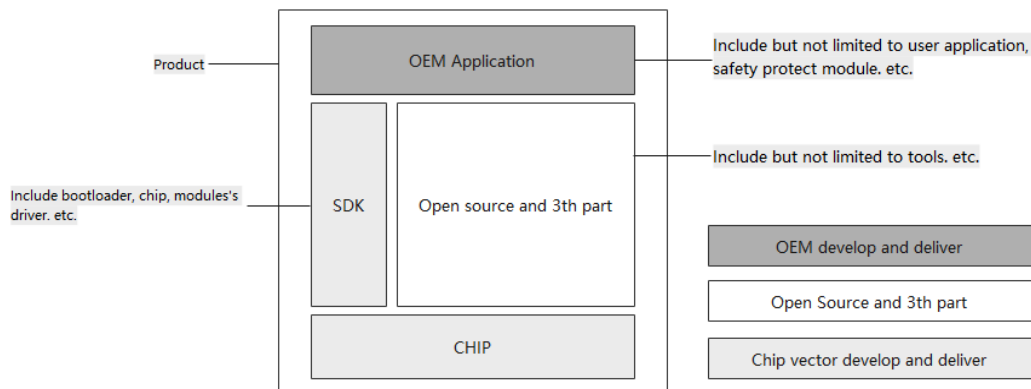 Product
OEM Application
Include but not limited to user application,
safety protect module. etc.
Include but not limited to tools. etc.
Include bootloader, chip, modules's
driver. etc.
SDK
Open source and 3th part
CHIP
OEM develop and deliver
Open Source and 3th part
Chip vector develop and deliver